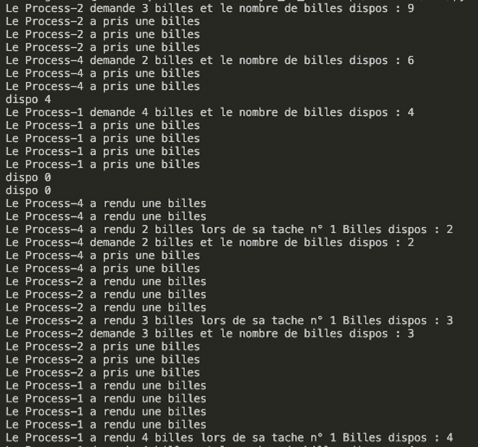 Le Process-2 demande 3 billes et le nombre de billes dispos : 9
Le Process-2 a pris une billes
Le Process-2 a pris une billes
Le Process-2 a pris une billes
Le Process-4 demande 2 billes et le nombre de billes dispos : 6
Le Process-4 a pris une billes
Le Process-4 a pris une billes
dispo 4
Le Process-1 demande 4 billes et le nombre de billes dispos : 4
Le Process-1 a pris une billes
Le Process-1 a pris une billes
Le Process-1 a pris une billes
Le Process-1 a pris une billes
dispo 0
dispo 0
Le Process-4 a rendu une billes
Le Process-4 a rendu une billes
Le Process-4 a rendu 2 billes lors de sa tache n° 1 Billes dispos : 2
Le Process-4 demande 2 billes et le nombre de billes dispos : 2
Le Process-4 a pris une billes
Le Process-4 a pris une billes
Le Process-2 a rendu une billes
Le Process-2 a rendu une billes
Le Process-2 a rendu une billes
Le Process-2 a rendu 3 billes lors de sa tache n° 1 Billes dispos : 3
Le Process-2 demande 3 billes et le nombre de billes dispos : 3
Le Process-2 a pris une billes
Le Process-2 a pris une billes
Le Process-2 a pris une billes
Le Process-1 a rendu une billes
Le Process-1 a rendu une billes
Le Process-1 a rendu une billes
Le Process-1 a rendu une billes
Le Process-1 a rendu 4 billes lors de sa tache n° 1 Billes dispos : 4